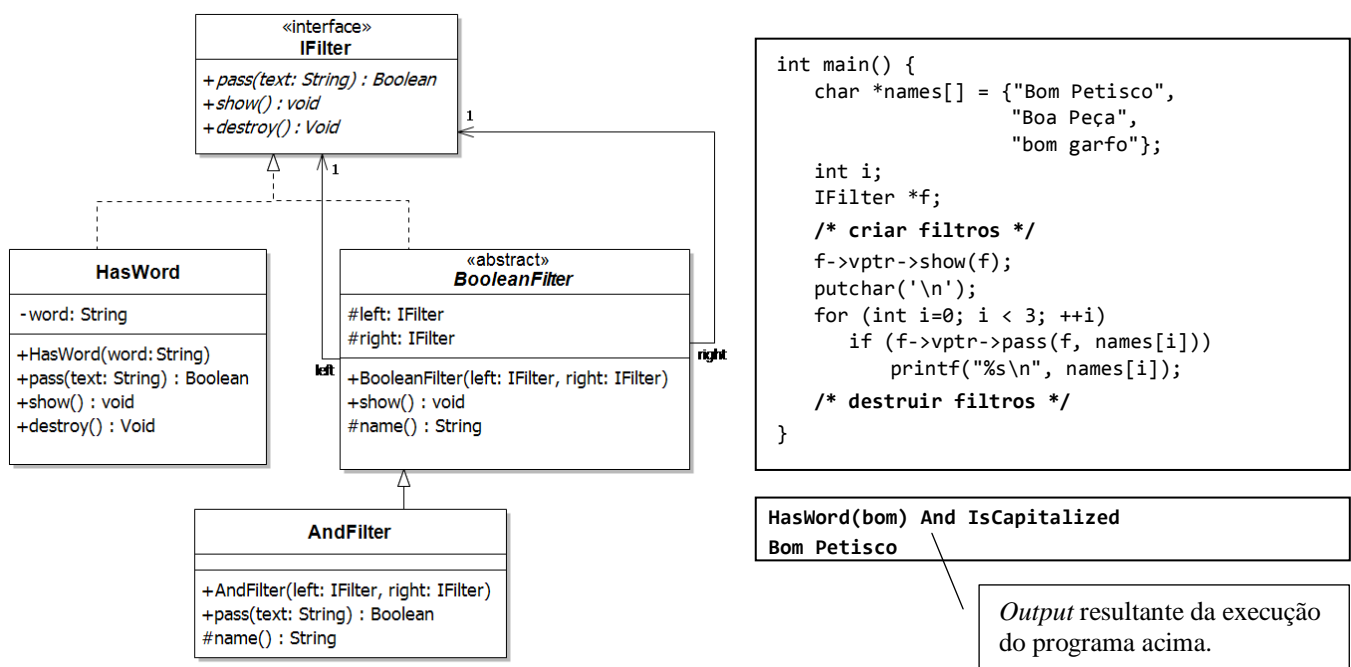 «interface»
IFilter
+pass(text: String) : Boolean
+show() : void
+destroy() : Void
1
1
HasWord
-word: String
+HasWord(word: String)
+pass(text: String) : Boolean
+show() : void
+destroy() : Void
«abstract»
BooleanFilter
#left: IFilter
#right: IFilter
+BooleanFilter(left: IFilter, right: IFilter)
+show() : void
#name() : String
left
right
AndFilter
+AndFilter(left: IFilter, right: IFilter)
+pass(text: String) : Boolean
#name() : String
int main() {
char *names[] = {"Bom Petisco",
"Boa Peça",
"bom garfo"};
int i;
IFilter *f;
/* criar filtros */
f->vptr->show(f);
putchar('\n');
for (int i=0; i < 3; ++i)
if (f->vptr->pass(f, names[i]))
printf("%s\n", names[i]);
/* destruir filtros */
}
HasWord(bom) And IsCapitalized
Bom Petisco
Output resultante da execução
do programa acima.